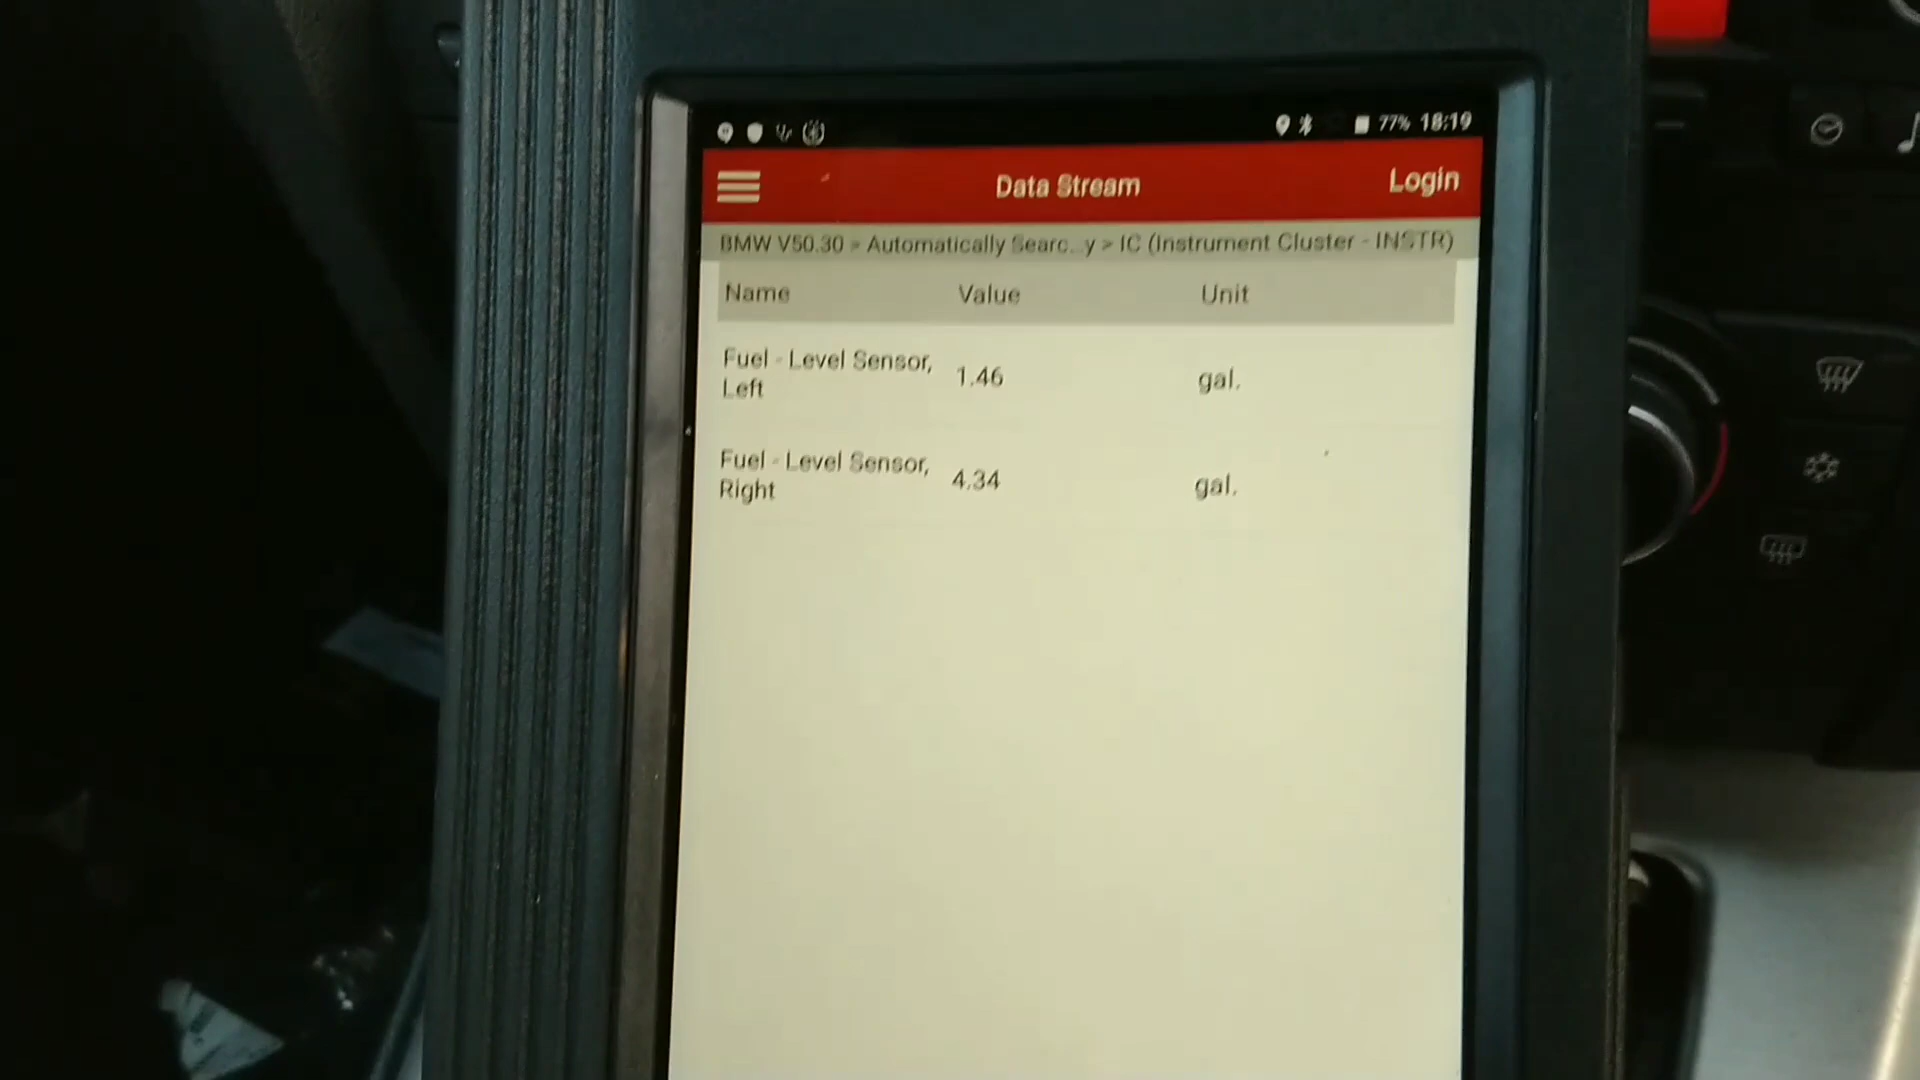 77% 18:19
Data Stream Login
BMW V50.30 > Automatically Searc...y > IC (Instrument Cluster - INSTR)
Name Value Unit
Fuel - Level Sensor,
Left 1.46 gal.
Fuel - Level Sensor,
Right 4.34 gal.